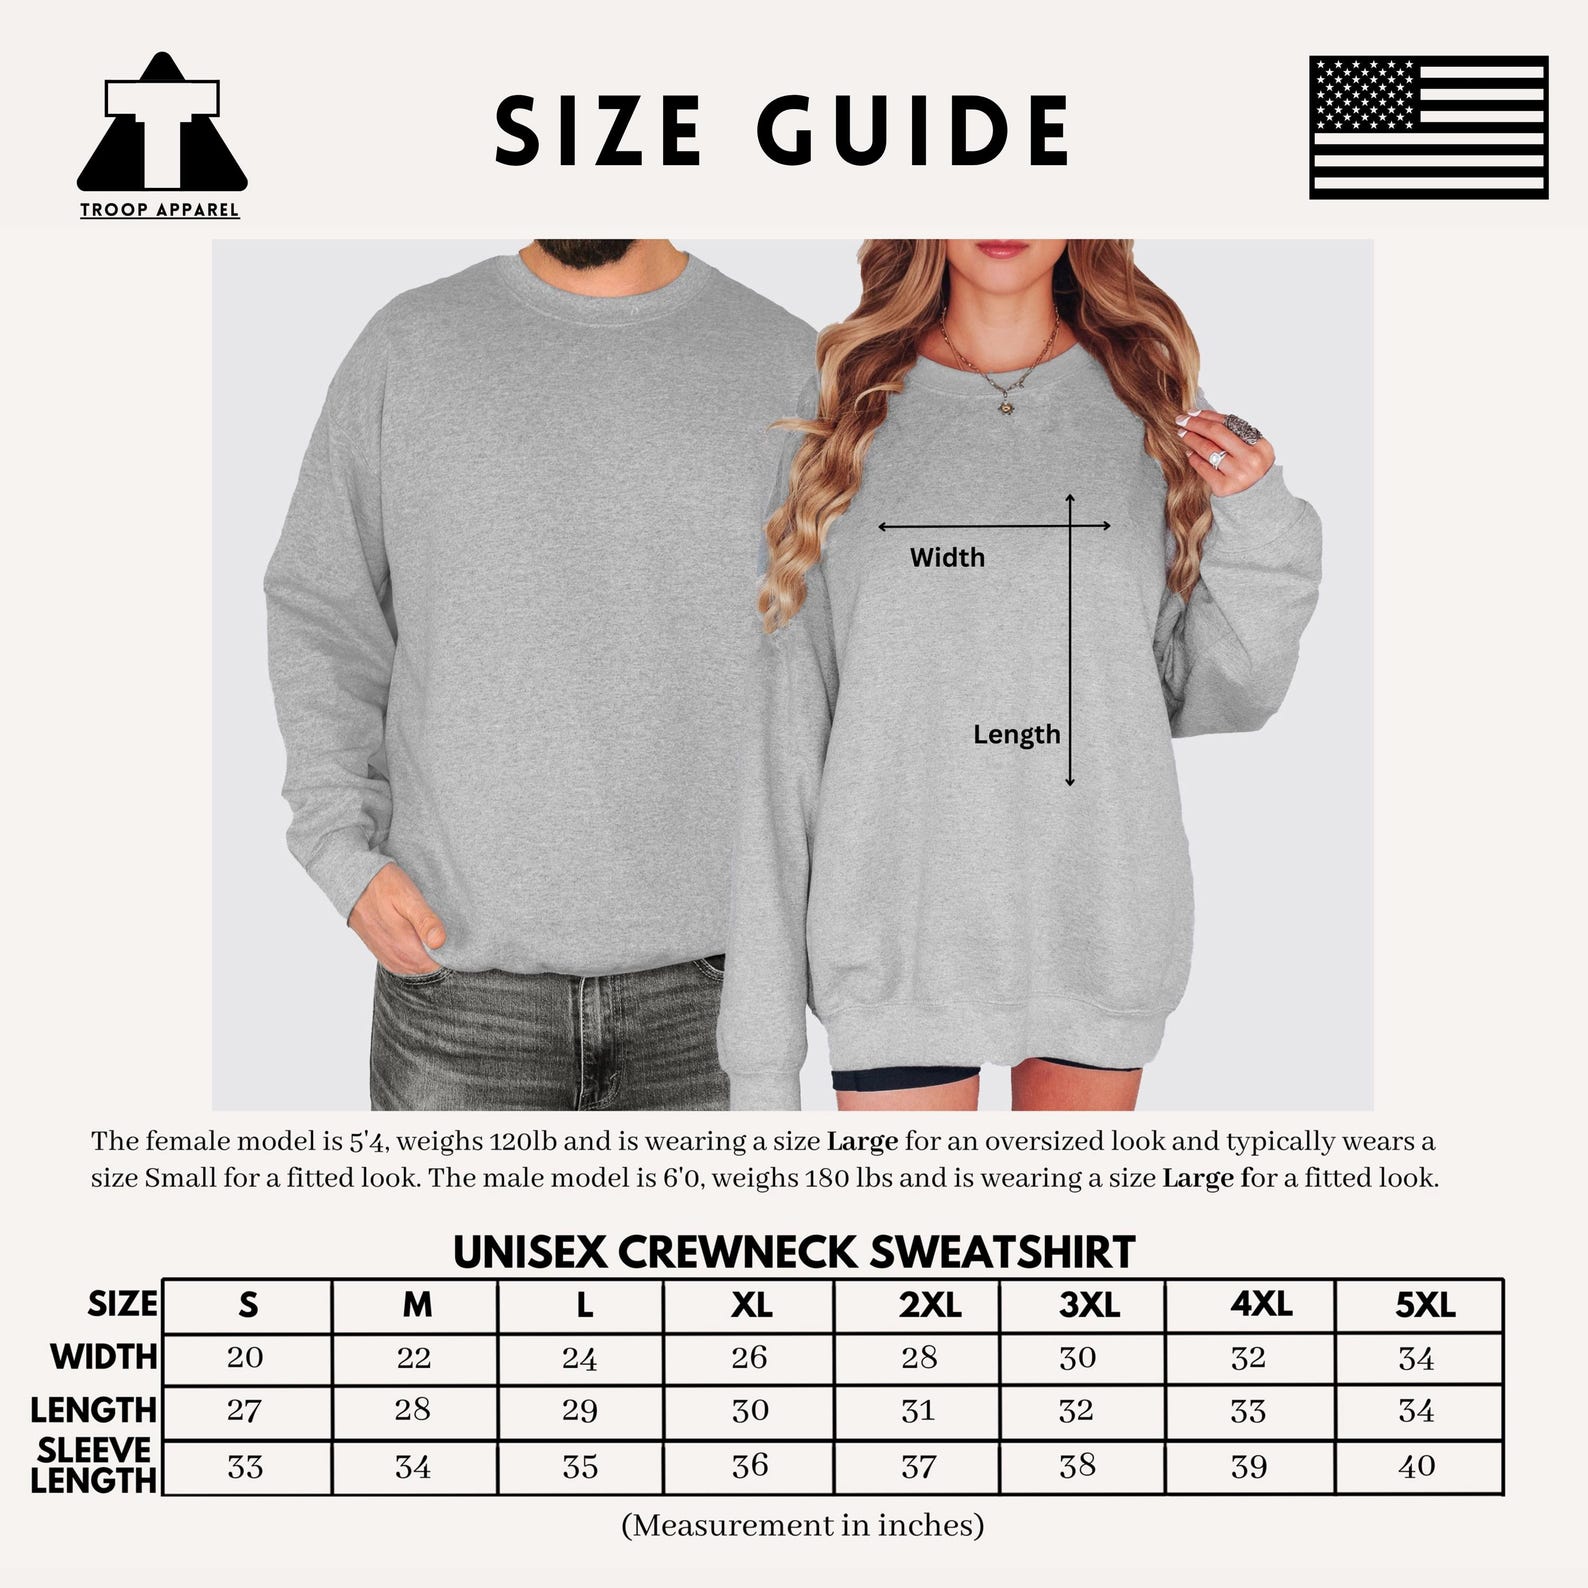 TROOP APPAREL
SIZE GUIDE
Width
Length
The female model is 5'4, weighs 120lb and is wearing a size Large for an oversized look and typically wears a
size Small for a fitted look. The male model is 6'0, weighs 180 lbs and is wearing a size Large for a fitted look.
UNISEX CREWNECK SWEATSHIRT
SIZE S M L XL 2XL 3XL 4XL 5XL
WIDTH 20 22 24 26 28 30 32 34
LENGTH 27 28 29 30 31 32 33 34
SLEEVE
LENGTH 33 34 35 36 37 38 39 40
(Measurement in inches)